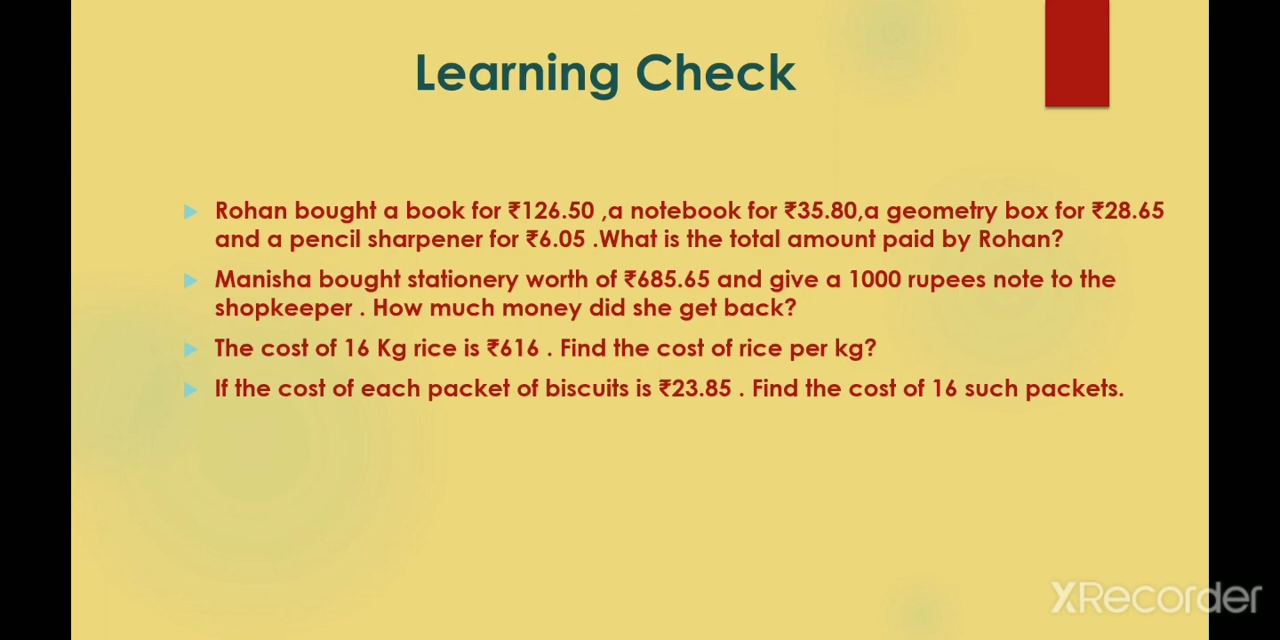 Learning Check
Rohan bought a book for ₹126.50 ,a notebook for ₹35.80,a geometry box for ₹28.65
and a pencil sharpener for ₹6.05 .What is the total amount paid by Rohan?
Manisha bought stationery worth of ₹685.65 and give a 1000 rupees note to the
shopkeeper . How much money did she get back?
The cost of 16 Kg rice is ₹616 . Find the cost of rice per kg?
If the cost of each packet of biscuits is ₹23.85 . Find the cost of 16 such packets.
XRecorder